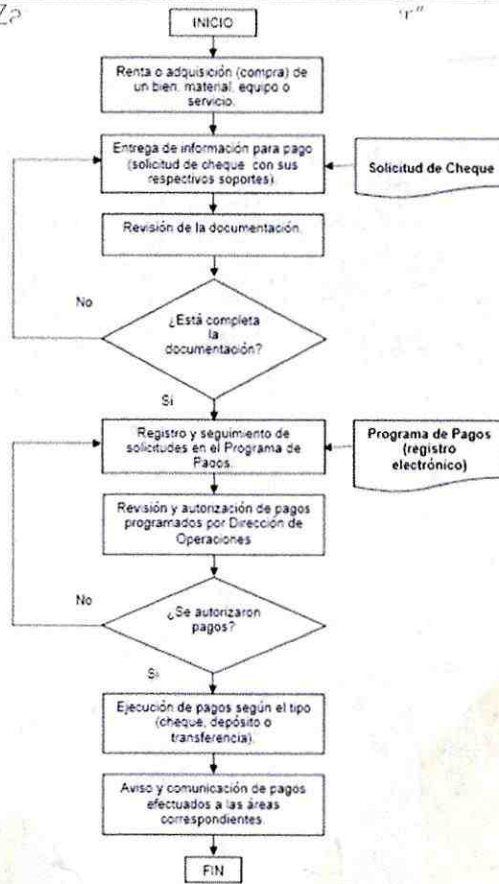 INICIO
Renta o adquisición (compra) de
un bien, material, equipo o
servicio.
Entrega de información para pago
(solicitud de cheque con sus
respectivos soportes)
Solicitud de Cheque
Revisión de la documentación.
No
¿Está completa
la
documentación?
Si
Registro y seguimiento de
solicitudes en el Programa de
Pagos.
Programa de Pagos
(registro
electrónico)
Revisión y autorización de pagos
programados por Dirección de
Operaciones
No
¿Se autorizaron
pagos?
Si
Ejecución de pagos según el tipo
(cheque, depósito o
transferencia).
Aviso y comunicación de pagos
efectuados a las áreas
correspondientes.
FIN